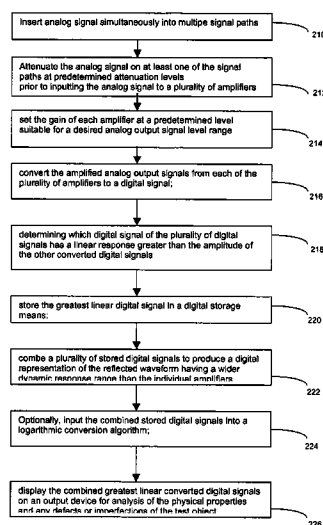 Insert analog signal simultaneously into multiple signal paths
210
Attenuate the analog signal on at least one of the signal
paths at predetermined attenuation levels
prior to inputting the analog signal to a plurality of amplifiers
212
set the gain of each amplifier at a predetermined level
suitable for a desired analog output signal level range
214
convert the amplified analog output signals from each of the
plurality of amplifiers to a digital signal;
216
determining which digital signal of the plurality of digital
signals has a linear response greater than the amplitude of
the other converted digital signals
218
store the greatest linear digital signal in a digital storage
means;
220
combe a plurality of stored digital signals to produce a digital
representation of the reflected waveform having a wider
dynamic response range than the individual amplifiers
222
Optionally, input the combined stored digital signals into a
logarithmic conversion algorithm;
224
display the combined greatest linear converted digital signals
on an output device for analysis of the physical properties
and any defects or imperfections of the test object
226